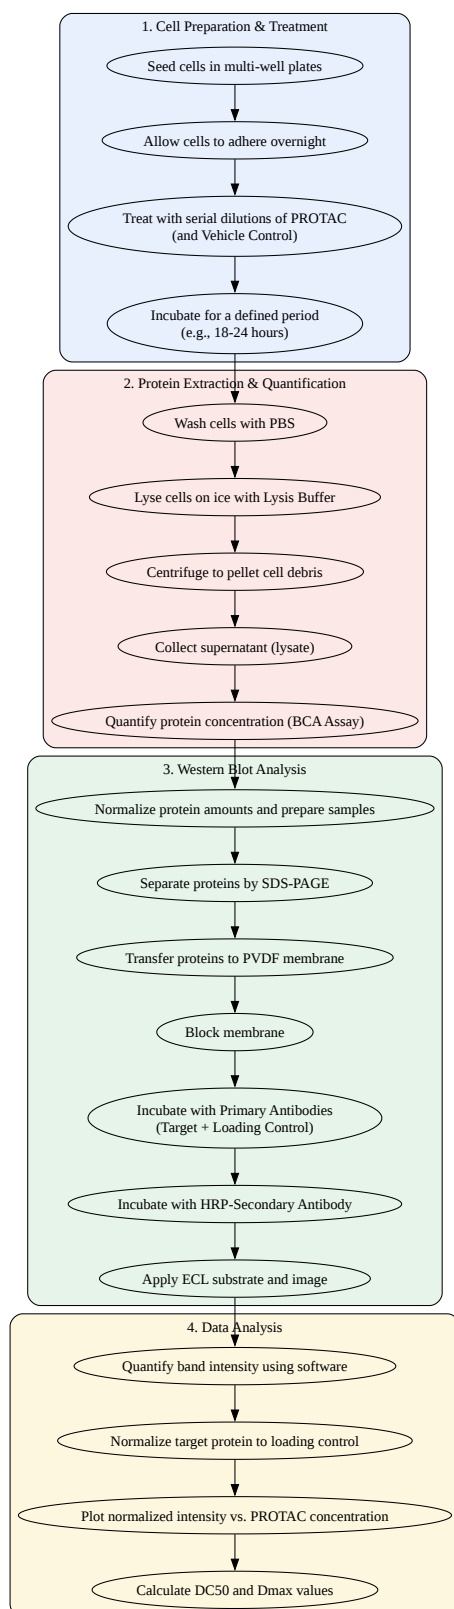 1. Cell Preparation & Treatment
Seed cells in multi-well plates
Allow cells to adhere overnight
Treat with serial dilutions of PROTAC
(and Vehicle Control)
Incubate for a defined period
(e.g., 18-24 hours)
2. Protein Extraction & Quantification
Wash cells with PBS
Lyse cells on ice with Lysis Buffer
Centrifuge to pellet cell debris
Collect supernatant (lysate)
Quantify protein concentration (BCA Assay)
3. Western Blot Analysis
Normalize protein amounts and prepare samples
Separate proteins by SDS-PAGE
Transfer proteins to PVDF membrane
Block membrane
Incubate with Primary Antibodies
(Target + Loading Control)
Incubate with HRP-Secondary Antibody
Apply ECL substrate and image
4. Data Analysis
Quantify band intensity using software
Normalize target protein to loading control
Plot normalized intensity vs. PROTAC concentration
Calculate DC50 and Dmax values